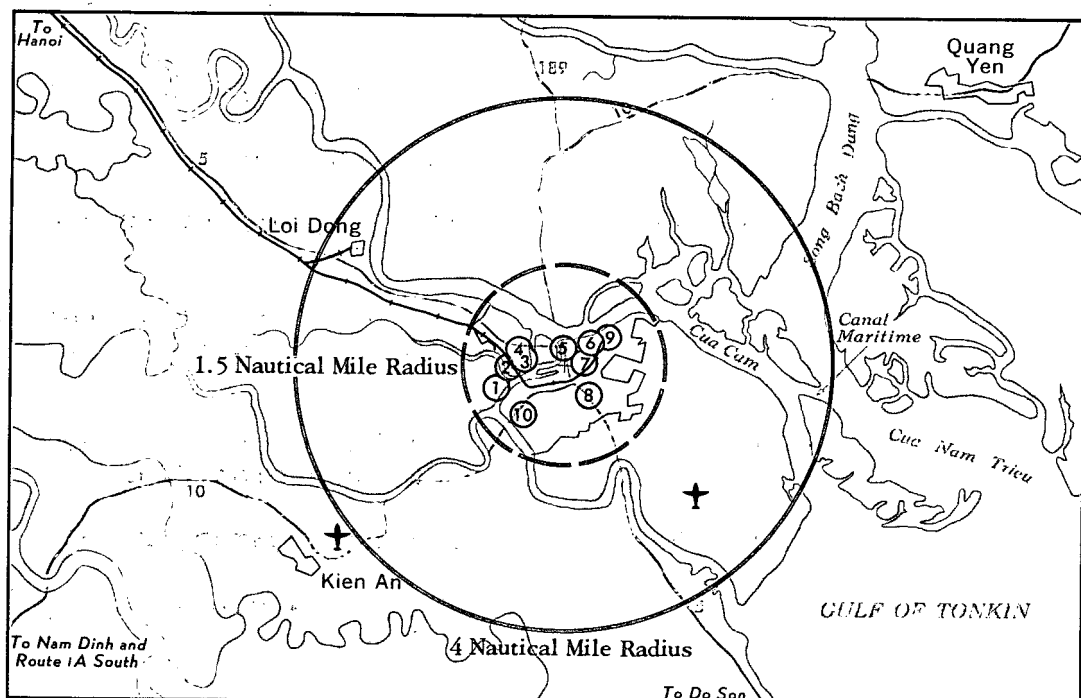 To
Hanoi
Quang
Yen
189
5
Song Bach Dang
Loi Dong
Canal
Maritime
Cua Cam
1.5 Nautical Mile Radius
4
5
6
9
2
3
7
1
8
10
Cua Nam Trieu
10
Kien An
GULF OF TONKIN
To Nam Dinh and
Route 1A South
4 Nautical Mile Radius
To Do Son